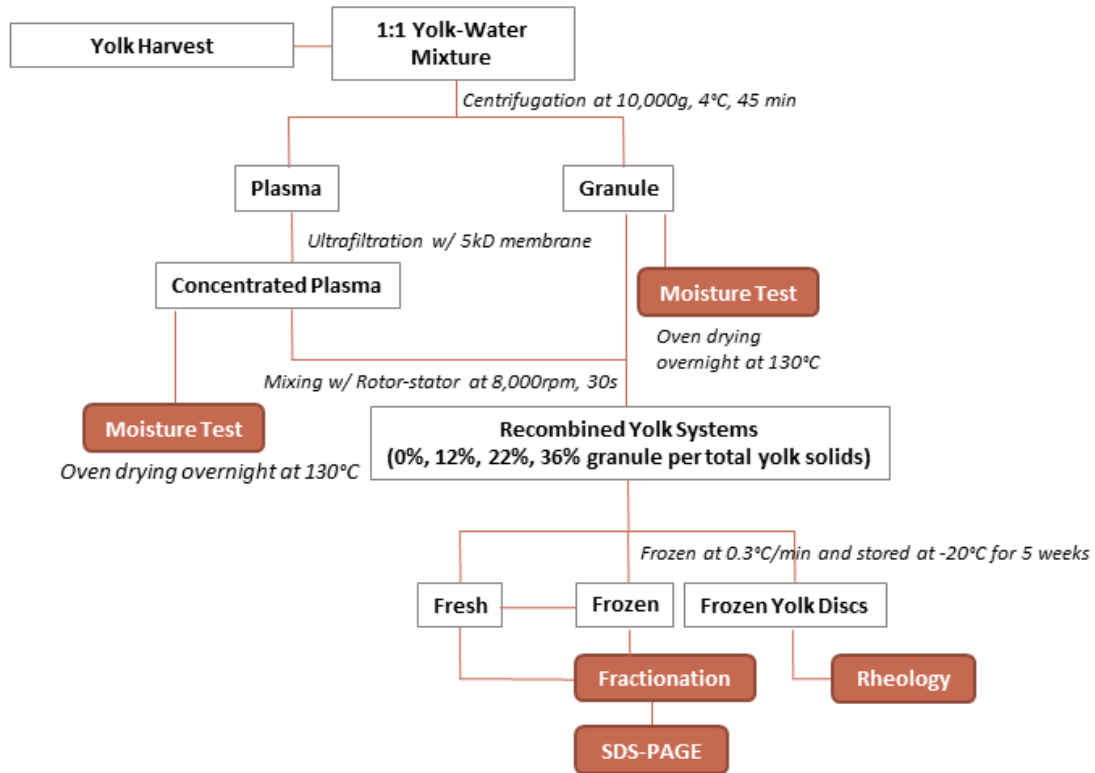 Yolk Harvest
1:1 Yolk-Water
Mixture
Centrifugation at 10,000g, 4°C, 45 min
Plasma
Granule
Ultrafiltration w/ 5kD membrane
Concentrated Plasma
Moisture Test
Oven drying
overnight at 130°C
Mixing w/ Rotor-stator at 8,000rpm, 30s
Moisture Test
Oven drying overnight at 130°C
Recombined Yolk Systems
(0%, 12%, 22%, 36% granule per total yolk solids)
Frozen at 0.3°C/min and stored at -20°C for 5 weeks
Fresh
Frozen
Frozen Yolk Discs
Fractionation
Rheology
SDS-PAGE